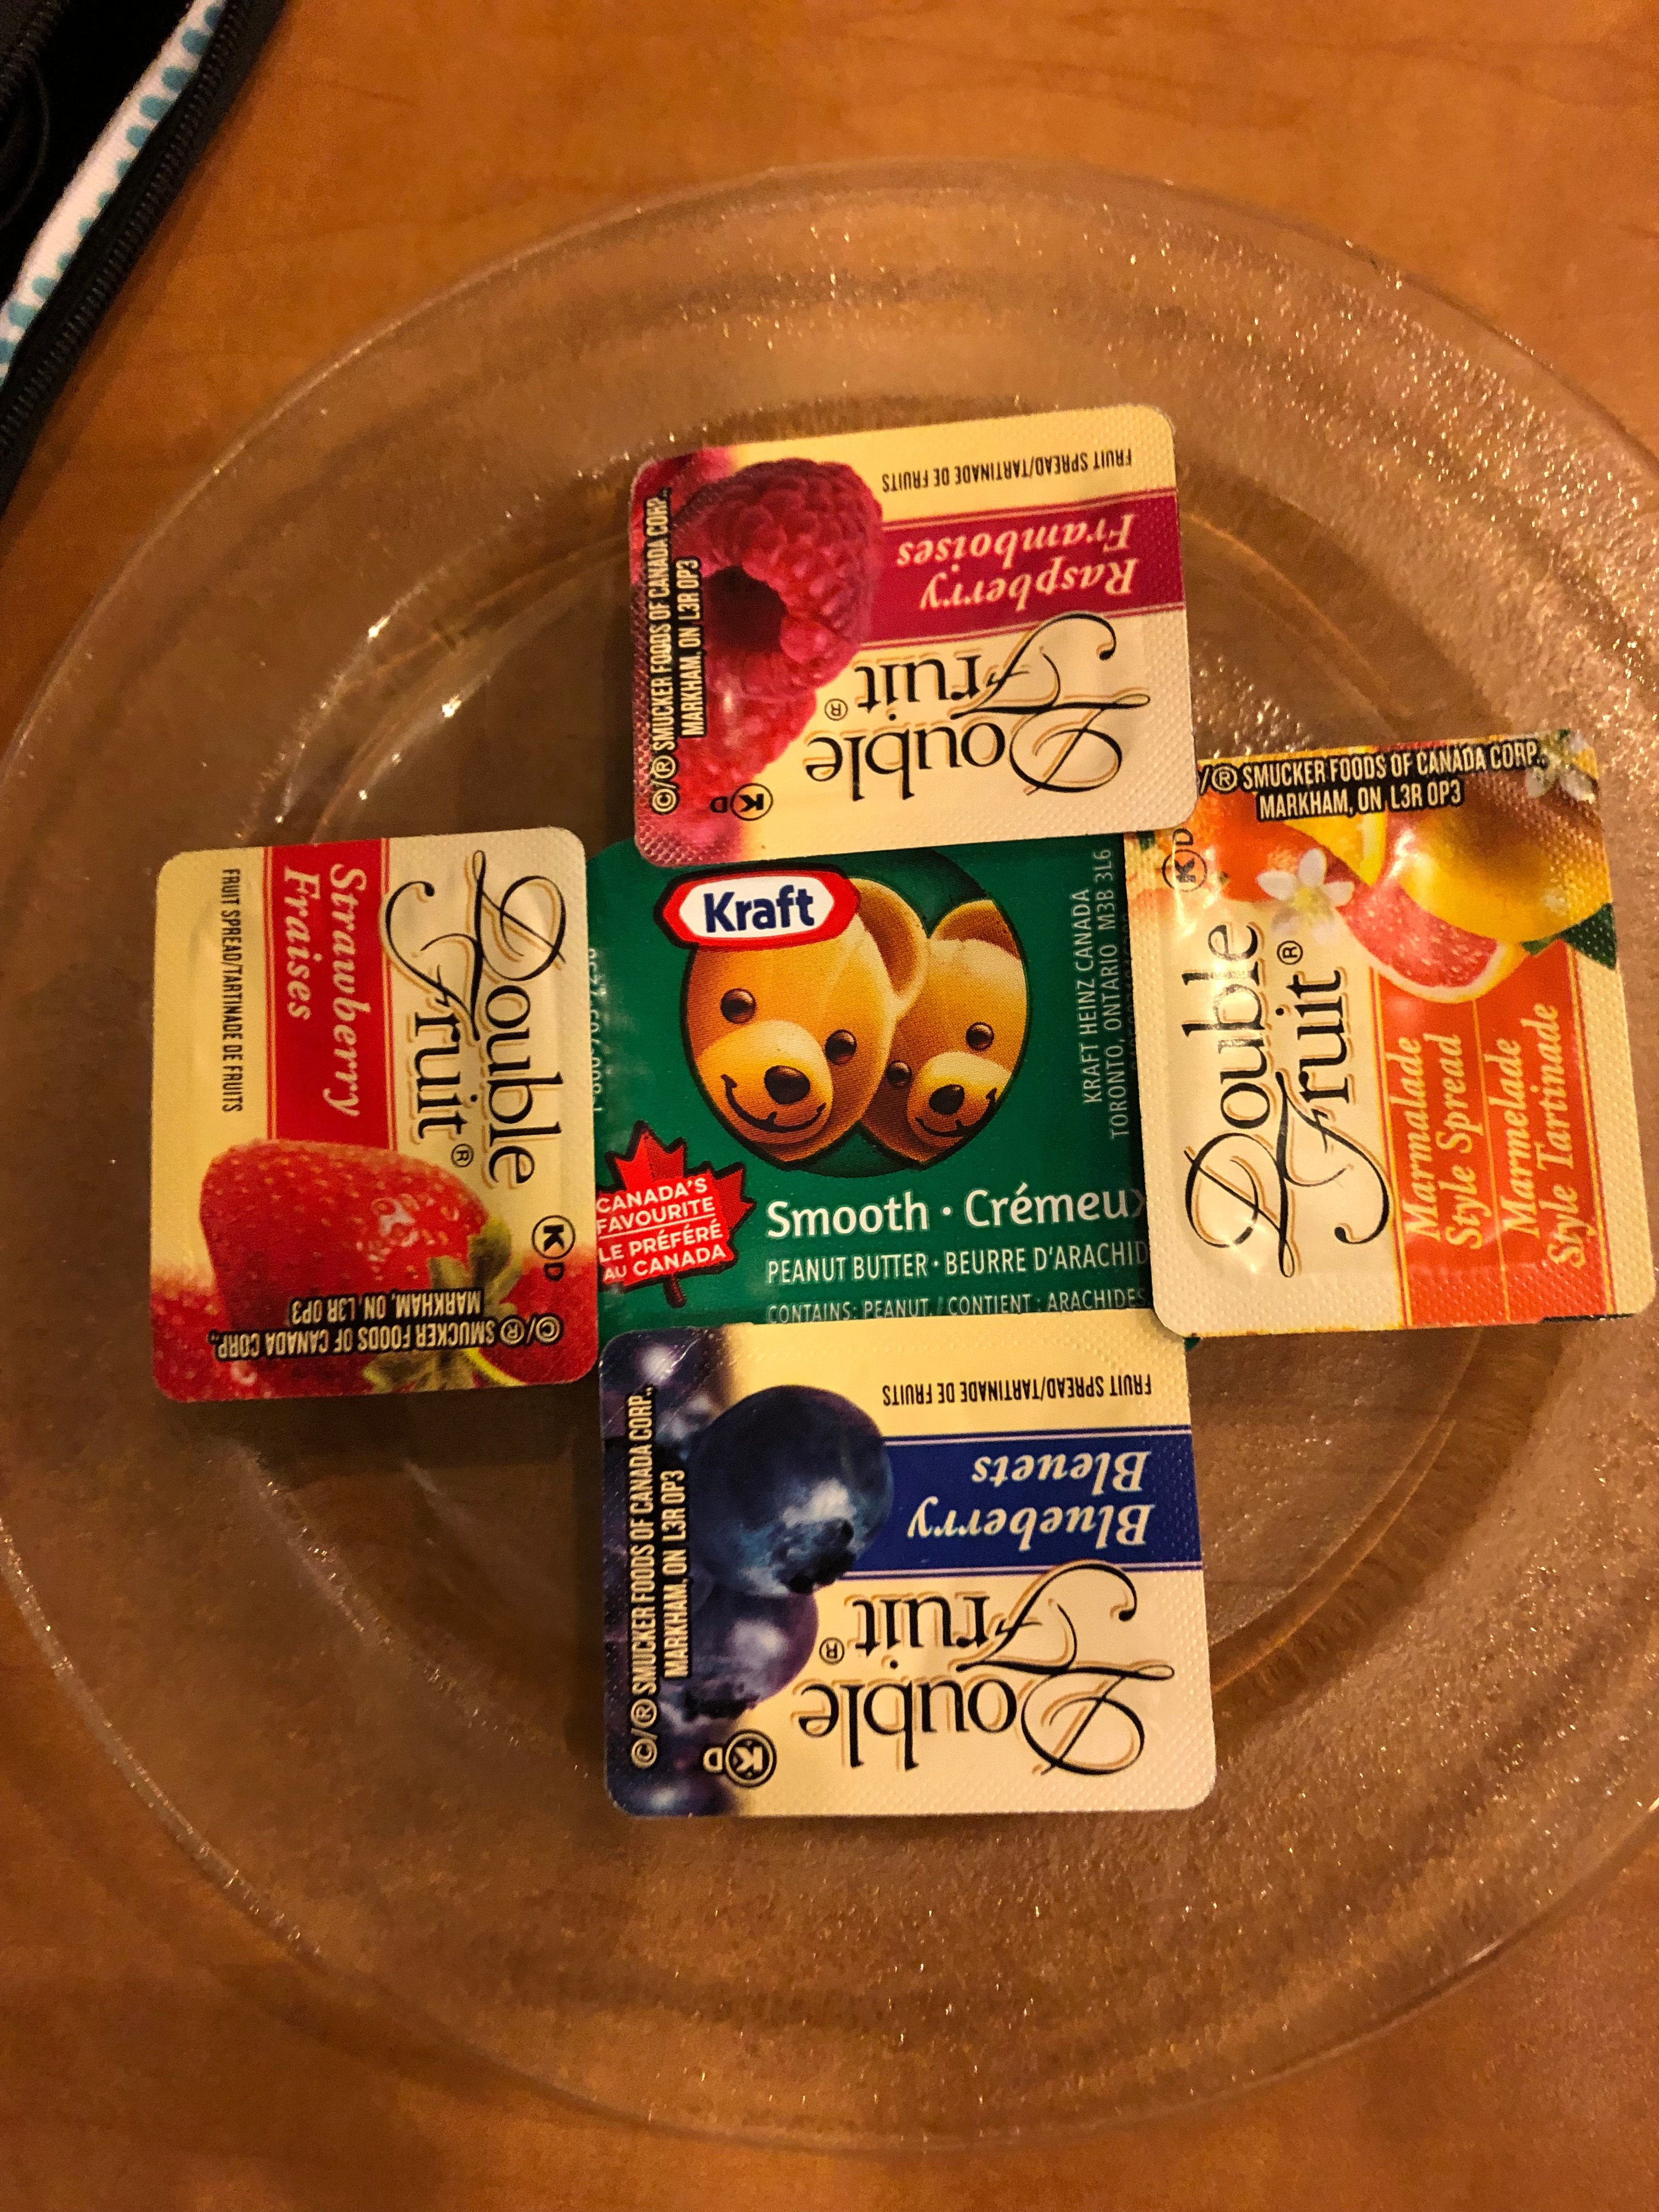 FRUIT SPREAD/TARTINADE DE FRUITS
Raspberry
Framboises
Double
Fruit®
K D
©/® SMUCKER FOODS OF CANADA CORP.,
MARKHAM, ON L3R 0P3
Double
Fruit®
Strawberry
Fraises
FRUIT SPREAD/TARTINADE DE FRUITS
K D
©/® SMUCKER FOODS OF CANADA CORP.,
MARKHAM, ON, L3R 0P3
Kraft
CANADA'S
FAVOURITE
LE PRÉFÉRÉ
AU CANADA
Smooth · Crémeux
PEANUT BUTTER · BEURRE D'ARACHID
CONTAINS: PEANUT. / CONTIENT : ARACHIDES
KRAFT HEINZ CANADA
TORONTO, ONTARIO M3B 3L6
/® SMUCKER FOODS OF CANADA CORP.,
MARKHAM, ON, L3R 0P3
K D
Double
Fruit®
Marmalade
Style Spread
Marmelade
Style Tartinade
Double
Fruit®
Blueberry
Bleuets
FRUIT SPREAD/TARTINADE DE FRUITS
K D
©/® SMUCKER FOODS OF CANADA CORP.,
MARKHAM, ON L3R 0P3